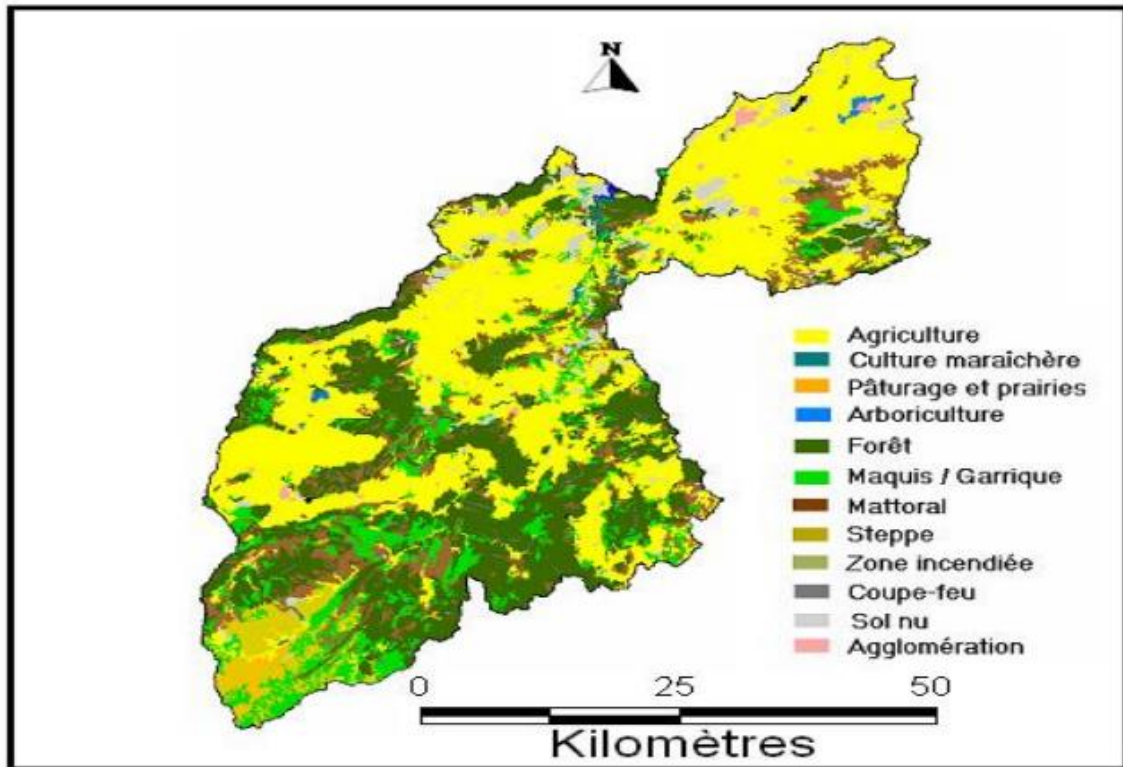 N
Agriculture
Culture maraîchère
Pâturage et prairies
Arboriculture
Forêt
Maquis / Garrique
Mattoral
Steppe
Zone incendiée
Coupe-feu
Sol nu
Agglomération
0 25 50
Kilomètres